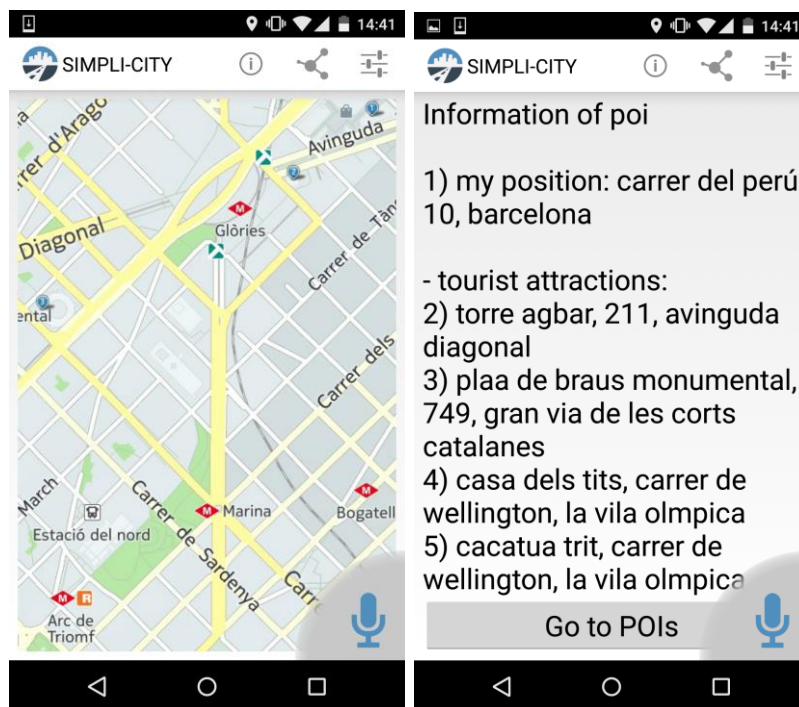 14:41
SIMPLI-CITY
Carrer d'Aragó
Avinguda
Glòries
Diagonal
Carrer de Tàn
ental
Carrer dels
March
Carrer de Sardenya
Marina
Bogatell
Estació del nord
Carre
M R
Arc de
Triomf
14:41
SIMPLI-CITY
Information of poi
1) my position: carrer del perú
10, barcelona
- tourist attractions:
2) torre agbar, 211, avinguda
diagonal
3) plaa de braus monumental,
749, gran via de les corts
catalanes
4) casa dels tits, carrer de
wellington, la vila olmpica
5) cacatua trit, carrer de
wellington, la vila olmpica
Go to POIs